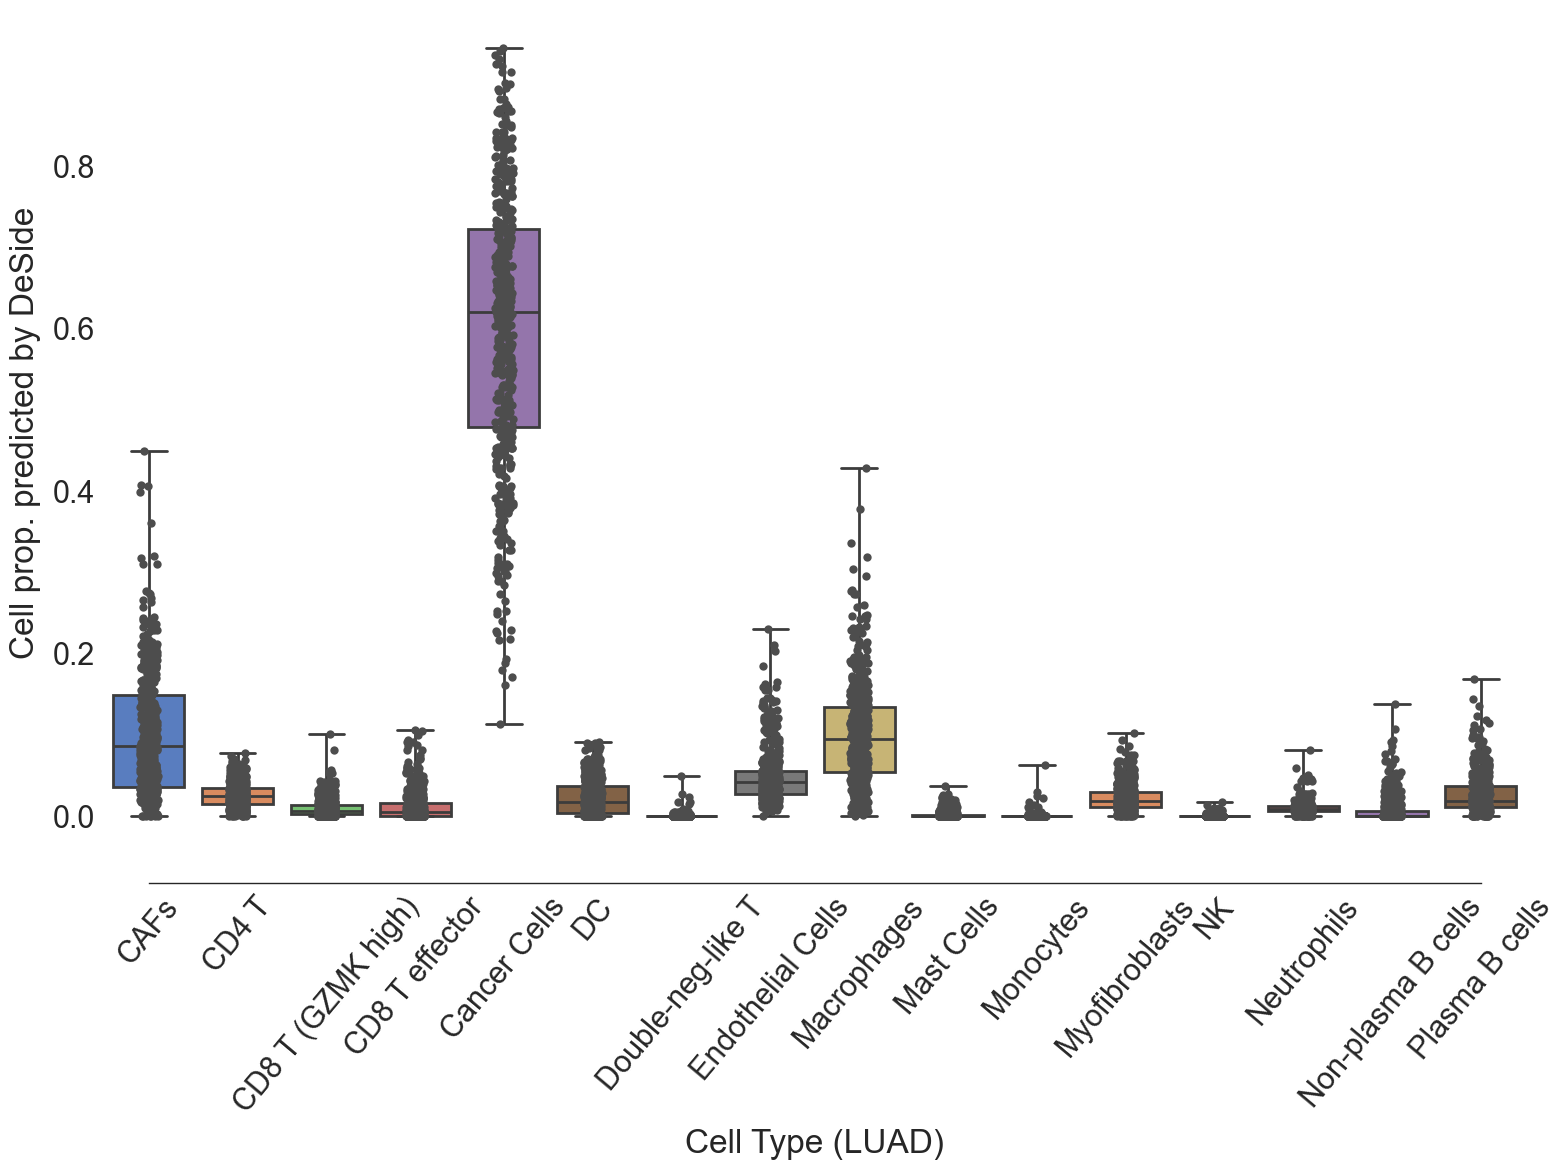 Cell prop. predicted by DeSide
0.8
0.6
0.4
0.2
0.0
CAFs
CD4 T
CD8 T (GZMK high)
CD8 T effector
Cancer Cells
DC
Double-neg-like T
Endothelial Cells
Macrophages
Mast Cells
Monocytes
Myofibroblasts
NK
Neutrophils
Non-plasma B cells
Plasma B cells
Cell Type (LUAD)